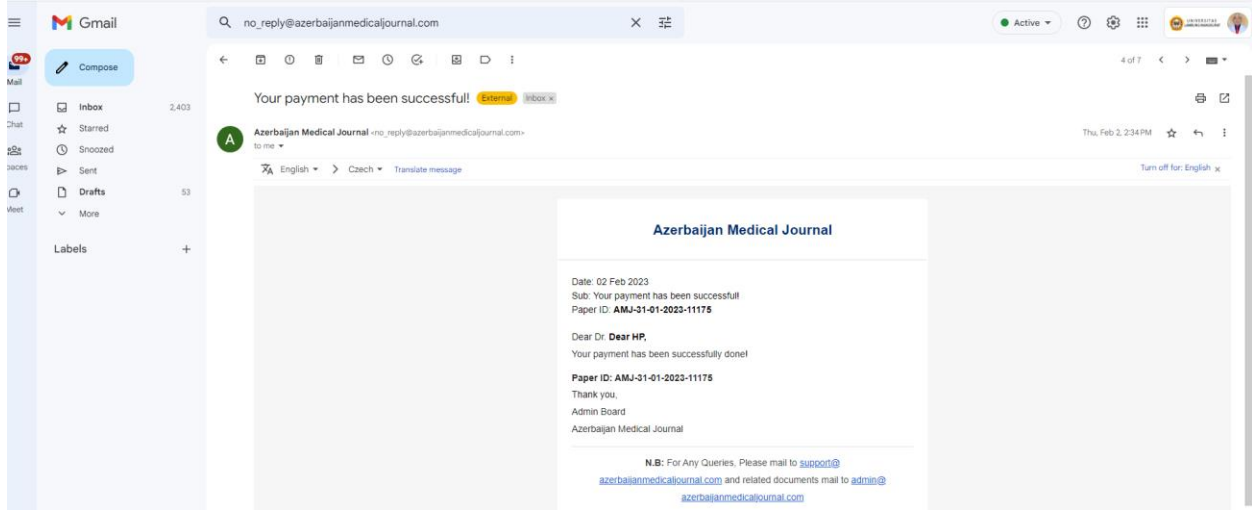 Gmail
no_reply@azerbaijanmedicaljournal.com
Active
99+
Mail
Chat
paces
Meet
Compose
Inbox 2,403
Starred
Snoozed
Sent
Drafts 53
More
Labels
4 of 7
Your payment has been successful! External Inbox x
A
Azerbaijan Medical Journal <no_reply@azerbaijanmedicaljournal.com>
to me
Thu, Feb 2, 2:34 PM
English Czech Translate message
Turn off for: English x
Azerbaijan Medical Journal
Date: 02 Feb 2023
Sub: Your payment has been successful!
Paper ID: AMJ-31-01-2023-11175
Dear Dr. Dear HP,
Your payment has been successfully done!
Paper ID: AMJ-31-01-2023-11175
Thank you,
Admin Board
Azerbaijan Medical Journal
N.B: For Any Queries, Please mail to support@
azerbaijanmedicaljournal.com and related documents mail to admin@
azerbaijanmedicaljournal.com